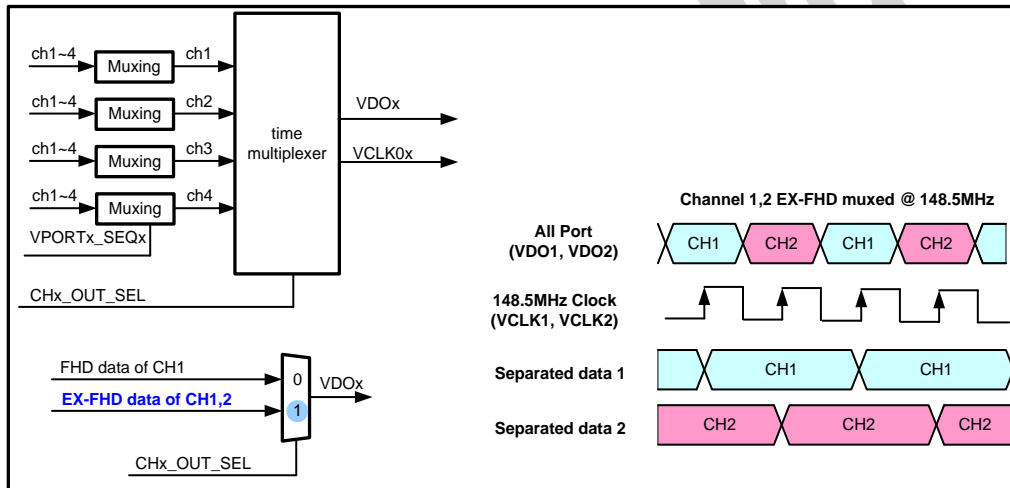 ch1~4
Muxing
ch1
ch1~4
Muxing
ch2
ch1~4
Muxing
ch3
ch1~4
Muxing
ch4
VPORTx_SEQx
time
multiplexer
VDOx
VCLK0x
CHx_OUT_SEL
FHD data of CH1
0
EX-FHD data of CH1,2
1
VDOx
CHx_OUT_SEL
Channel 1,2 EX-FHD muxed @ 148.5MHz
All Port
(VDO1, VDO2)
CH1
CH2
CH1
CH2
148.5MHz Clock
(VCLK1, VCLK2)
Separated data 1
CH1
CH1
Separated data 2
CH2
CH2
CH2